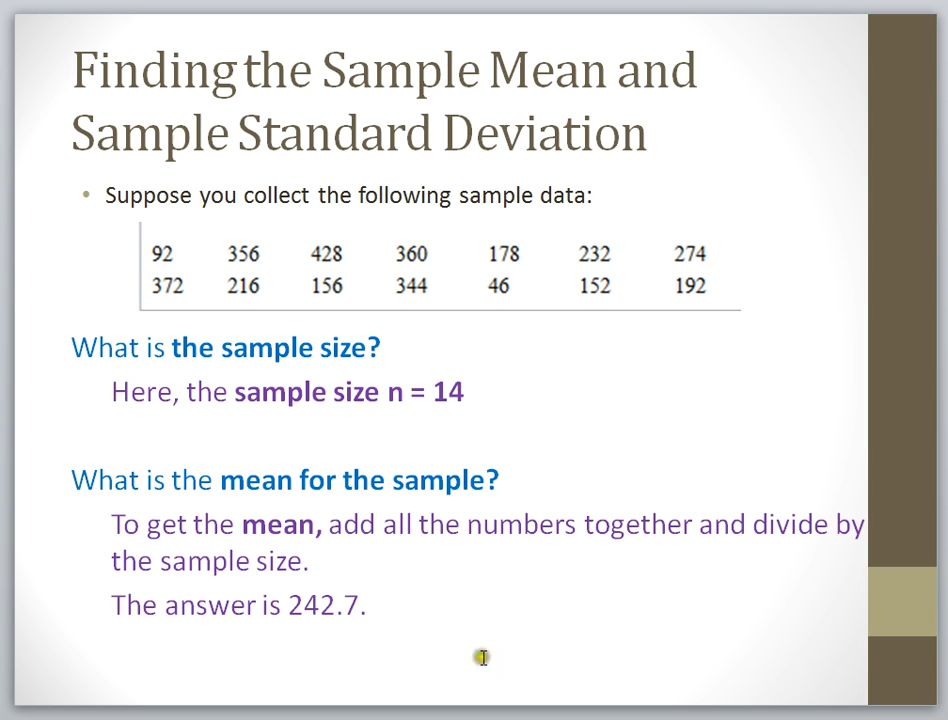 Finding the Sample Mean and
Sample Standard Deviation
• Suppose you collect the following sample data:
92 356 428 360 178 232 274
372 216 156 344 46 152 192
What is the sample size?
Here, the sample size n = 14
What is the mean for the sample?
To get the mean, add all the numbers together and divide by
the sample size.
The answer is 242.7.